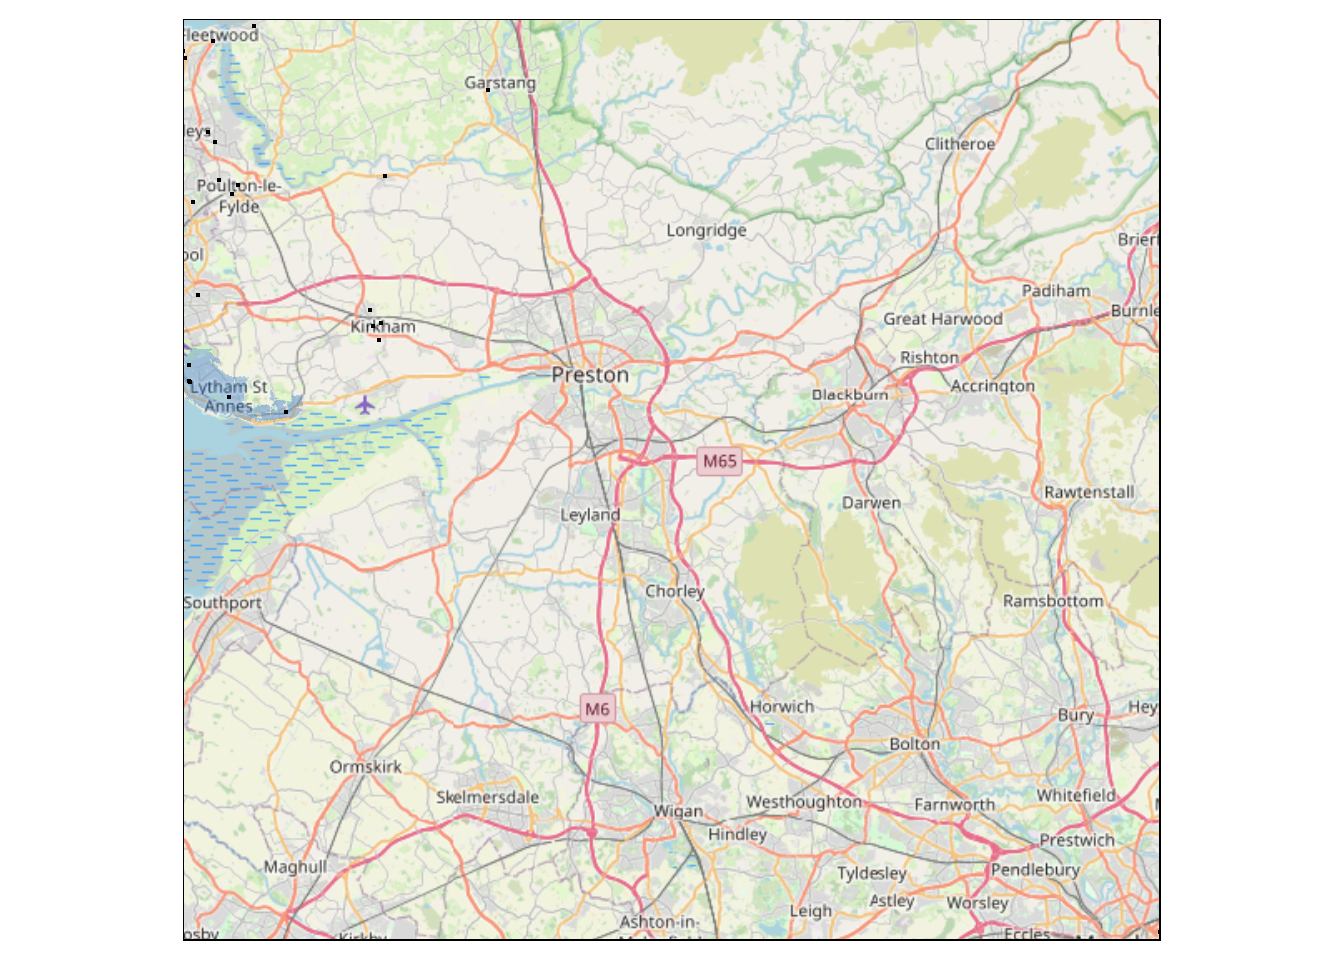 Fleetwood
Garstang
leys
Clitheroe
Poulton-le-
Fylde
Longridge
Brierf
ool
Padiham
Kirkham
Great Harwood
Burnle
Rishton
Preston
Lytham St
Annes
Accrington
Blackburn
M65
Rawtenstall
Darwen
Leyland
Chorley
Southport
Ramsbottom
M6
Horwich
Bury
Hey
Bolton
Ormskirk
Skelmersdale
Wigan
Westhoughton
Farnworth
Whitefield
Hindley
Prestwich
Maghull
Tyldesley
Pendlebury
Astley
Worsley
Leigh
Ashton-in-
osby
Kirkby
Eccles